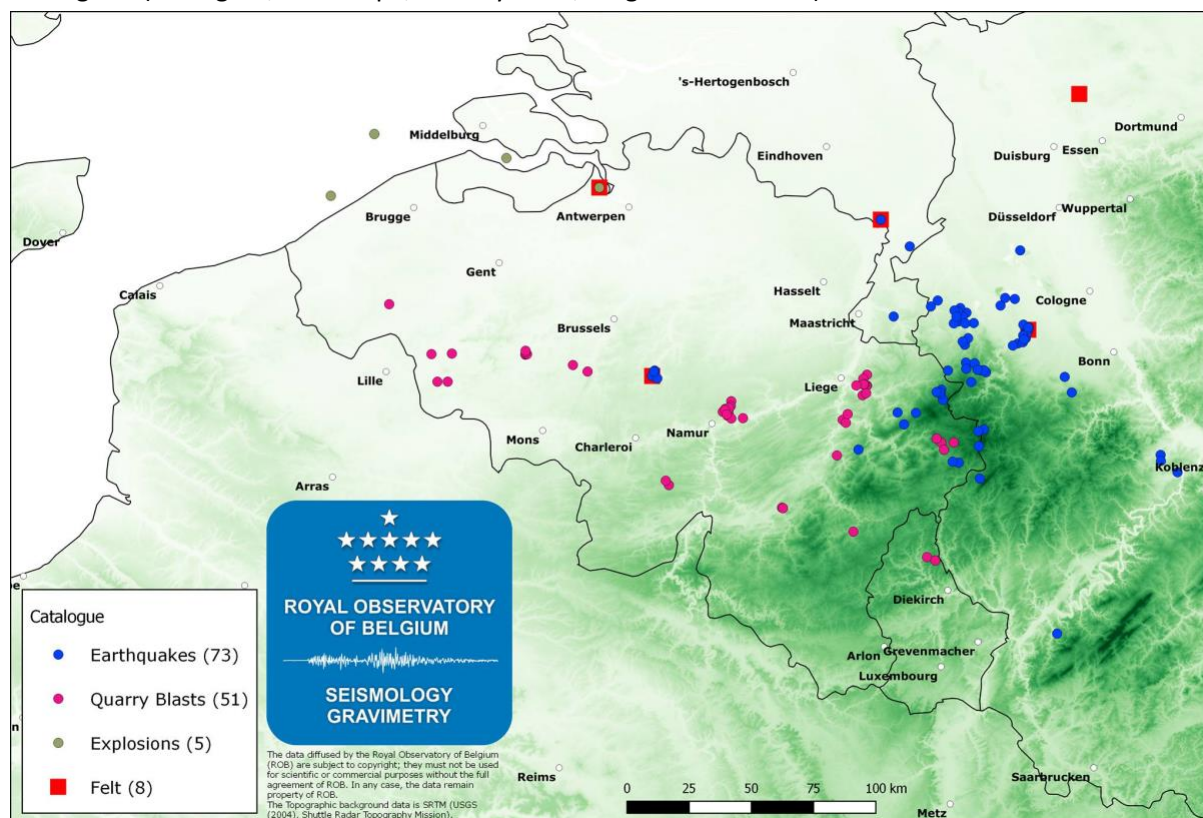 's-Hertogenbosch
Dortmund
Middelburg
Eindhoven
Duisburg
Essen
Brugge
Antwerpen
Düsseldorf
Wuppertal
Dover
Gent
Calais
Hasselt
Cologne
Brussels
Maastricht
Bonn
Lille
Liege
Mons
Charleroi
Namur
Koblenz
Arras
ROYAL OBSERVATORY
OF BELGIUM
SEISMOLOGY
GRAVIMETRY
Diekirch
Arlon
Grevenmacher
Luxembourg
Catalogue
Earthquakes (73)
Quarry Blasts (51)
Explosions (5)
Felt (8)
The data diffused by the Royal Observatory of Belgium
(ROB) are subject to copyright; they must not be used
for scientific or commercial purposes without the full
agreement of ROB. In any case, the data remain
property of ROB.
The Topographic background data is SRTM (USGS
(2004), Shuttle Radar Topography Mission).
Reims
0 25 50 75 100 km
Saarbrucken
Metz